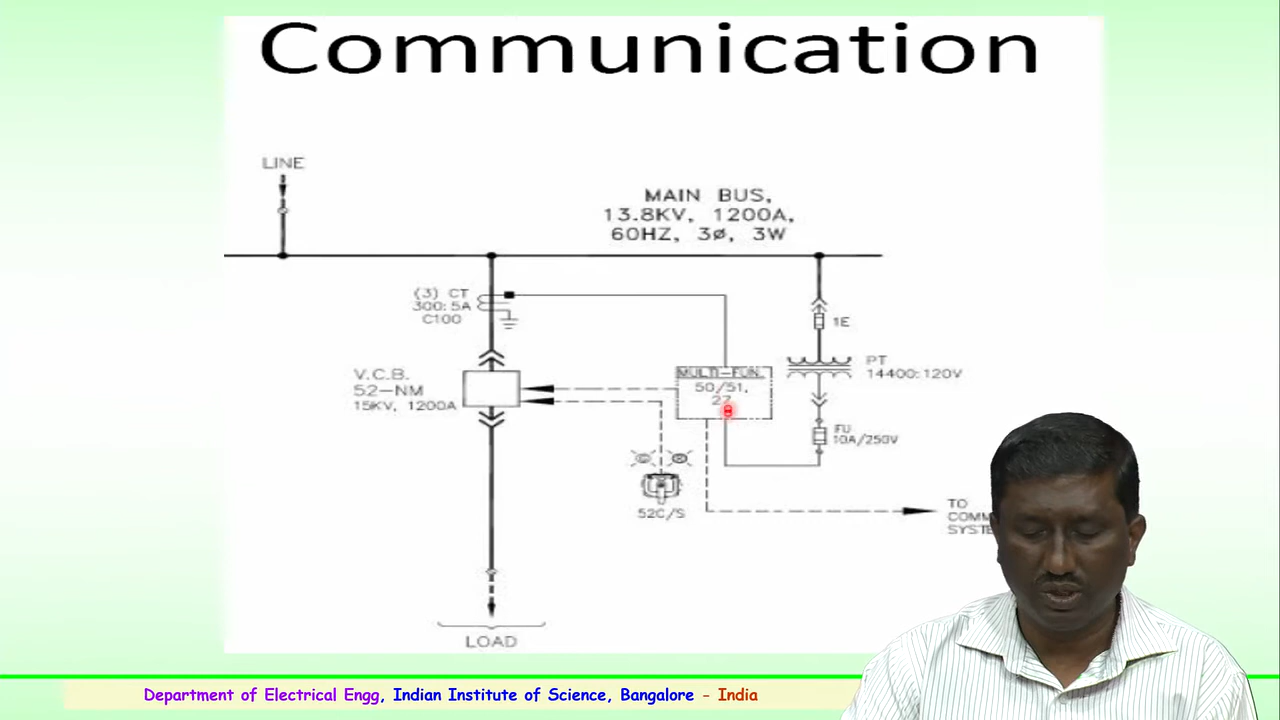 Communication
LINE
MAIN BUS,
13.8KV, 1200A,
60HZ, 3ø, 3W
(3) CT
300:5A
C100
1E
V.C.B.
52-NM
15KV, 1200A
MULTI-FUN.
50/51,
27
PT
14400:120V
FU
10A/250V
52C/S
TO
COMM
SYSTE
LOAD
Department of Electrical Engg, Indian Institute of Science, Bangalore - India